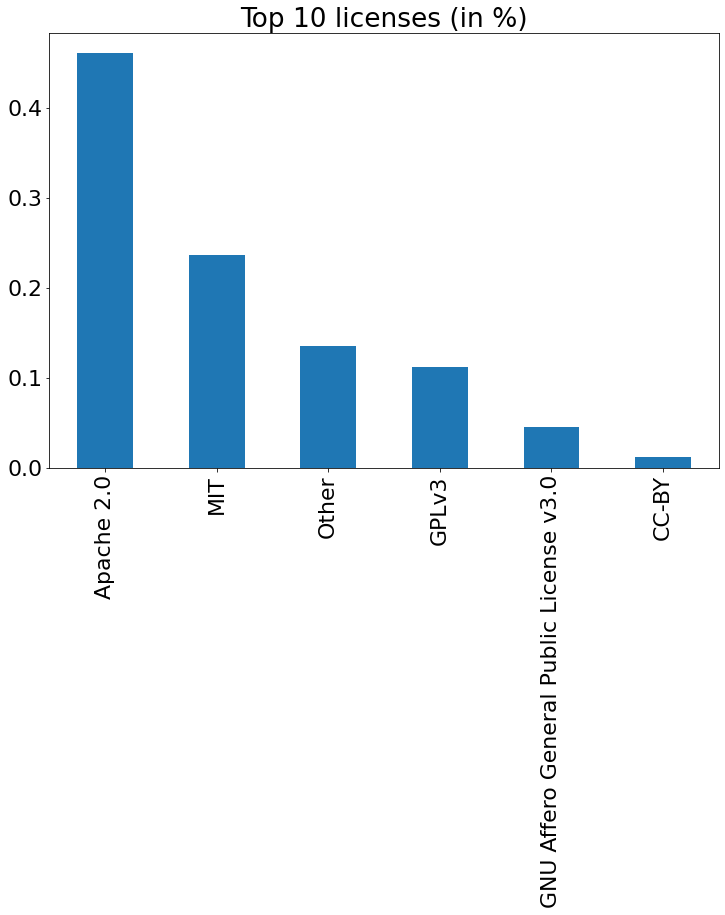 Top 10 licenses (in %)
0.4
0.3
0.2
0.1
0.0
Apache 2.0
MIT
Other
GPLv3
GNU Affero General Public License v3.0
CC-BY